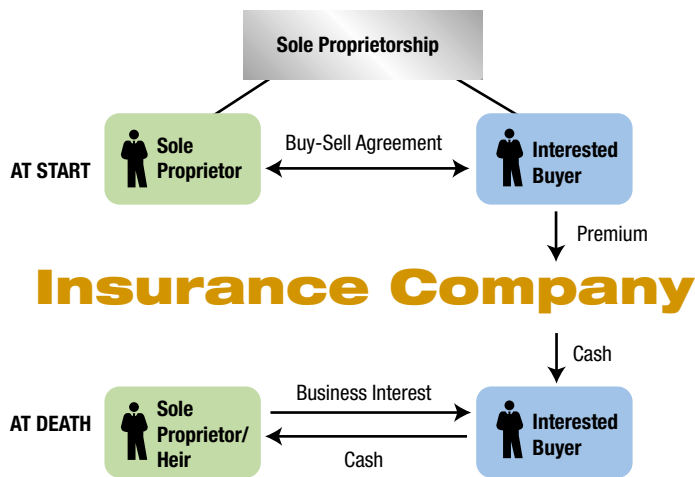 Sole Proprietorship
AT START
Sole
Proprietor
Buy-Sell Agreement
Interested
Buyer
Premium
Insurance Company
Cash
AT DEATH
Sole
Proprietor/
Heir
Business Interest
Cash
Interested
Buyer